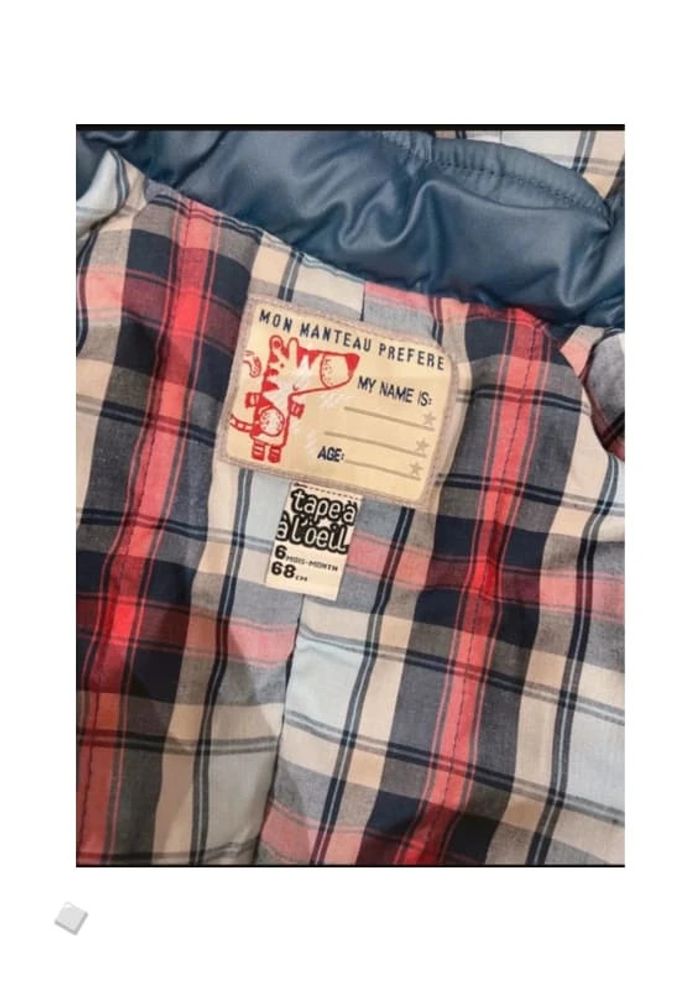 MON MANTEAU PREFERE
MY NAME IS:
AGE:
tape à
à l'oeil
6 MOIS-MONTH
68 CM